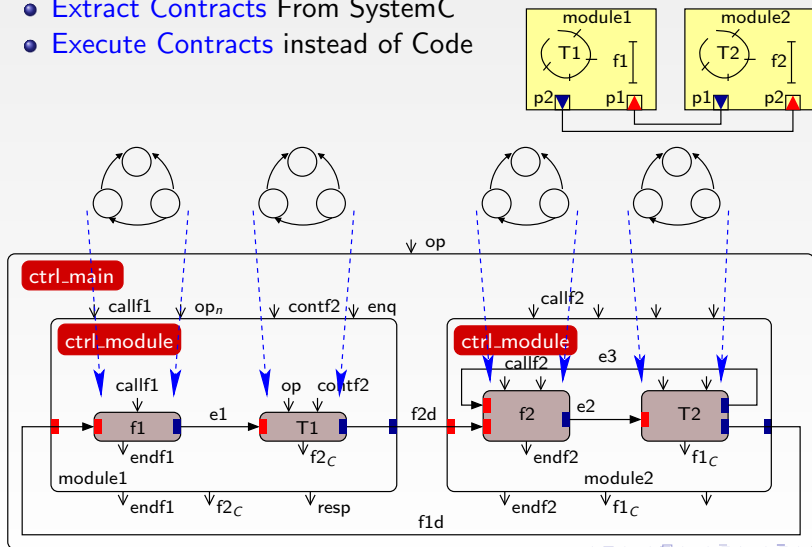 Extract Contracts From SystemC
Execute Contracts instead of Code
module1 module2
T1 f1 T2 f2
p2 p1 p1 p2
op
ctrl_main
callf1 opn contf2 enq callf2
ctrl_module ctrl_module
e3
callf2
callf1 op contf2
f1 e1 T1 f2d f2 e2 T2
endf1 f2C endf2 f1C
module1 module2
endf1 f2C resp endf2 f1C
f1d